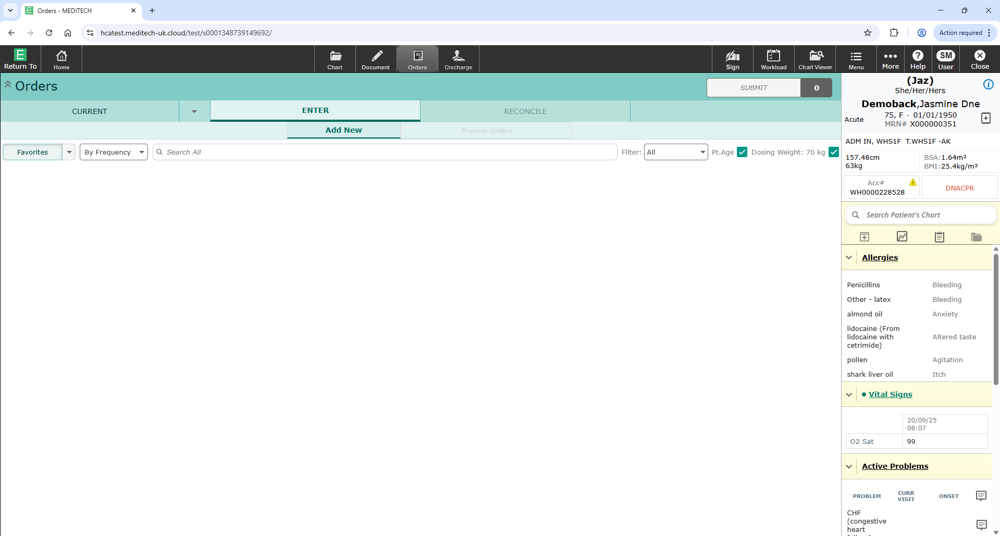 Orders - MEDITECH
hcatest.meditech-uk.cloud/test/s0001348739149692/
Action required
Return To
Home
Chart
Document
Orders
Discharge
Sign
Workload
Chart Viewer
Menu
More
Help
SM
User
Close
Orders
SUBMIT 0
CURRENT
ENTER
RECONCILE
Add New
Process Orders
Favorites
By Frequency
Search All
Filter: All
Pt.Age
Dosing Weight: 70 kg
(Jaz)
She/Her/Hers
Demoback,Jasmine Dne
Acute
75, F · 01/01/1950
MRN# X000000351
ADM IN, WHS1F T.WHS1F -AK
157.48cm
63kg
BSA:1.64m²
BMI:25.4kg/m²
Acc#
WH0000228528
DNACPR
Search Patient's Chart
Allergies
Penicillins Bleeding
Other - latex Bleeding
almond oil Anxiety
lidocaine (From
lidocaine with
cetrimide)
Altered taste
pollen Agitation
shark liver oil Itch
Vital Signs
20/09/25
08:07
O2 Sat 99
Active Problems
PROBLEM
CURR
VISIT
ONSET
CHF
(congestive
heart